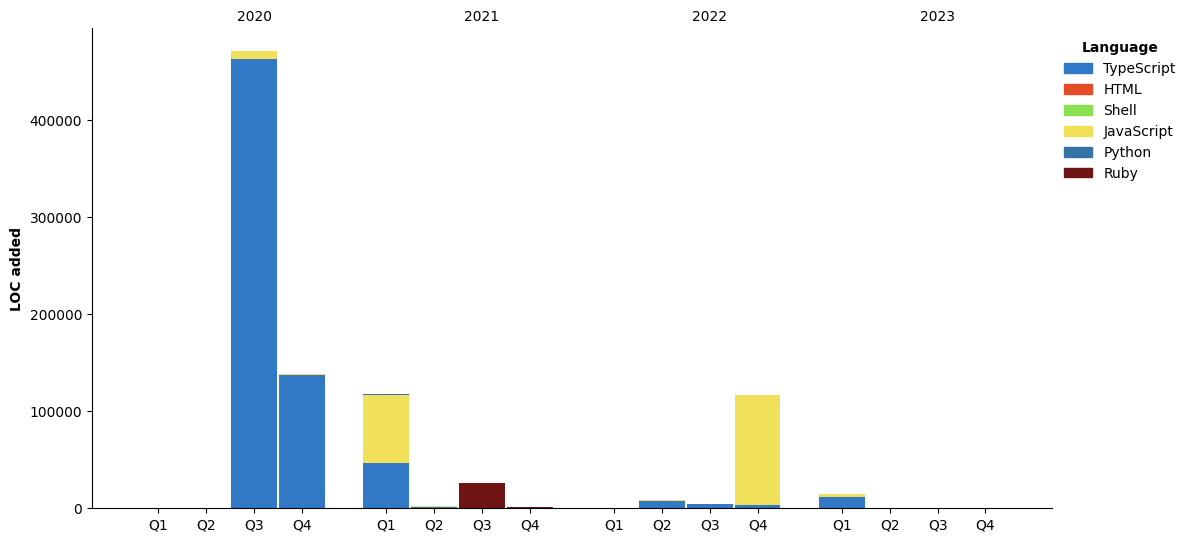 2020 2021 2022 2023
Language
TypeScript
HTML
Shell
JavaScript
Python
Ruby
LOC added
400000
300000
200000
100000
0
Q1 Q2 Q3 Q4 Q1 Q2 Q3 Q4 Q1 Q2 Q3 Q4 Q1 Q2 Q3 Q4